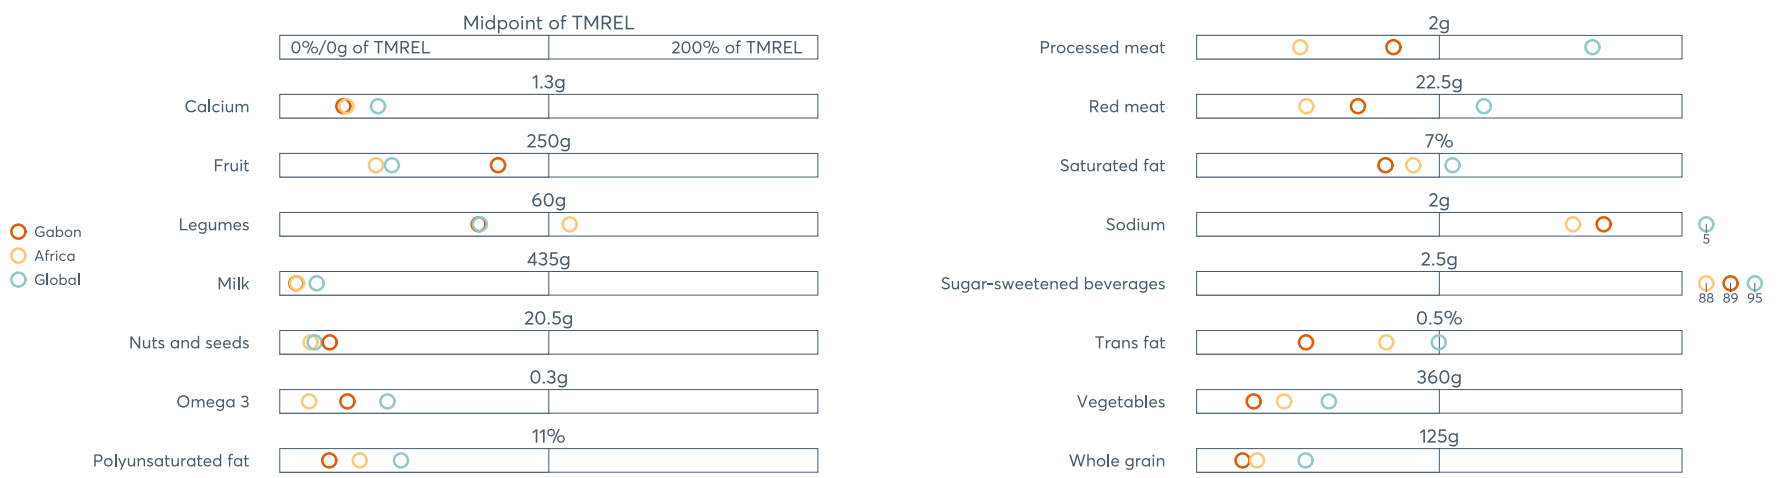 Midpoint of TMREL
0%/0g of TMREL
200% of TMREL
1.3g
Calcium
250g
Fruit
60g
Legumes
435g
Milk
20.5g
Nuts and seeds
0.3g
Omega 3
11%
Polyunsaturated fat
Gabon
Africa
Global
2g
Processed meat
22.5g
Red meat
7%
Saturated fat
2g
Sodium
5
2.5g
Sugar-sweetened beverages
88 89 95
0.5%
Trans fat
360g
Vegetables
125g
Whole grain